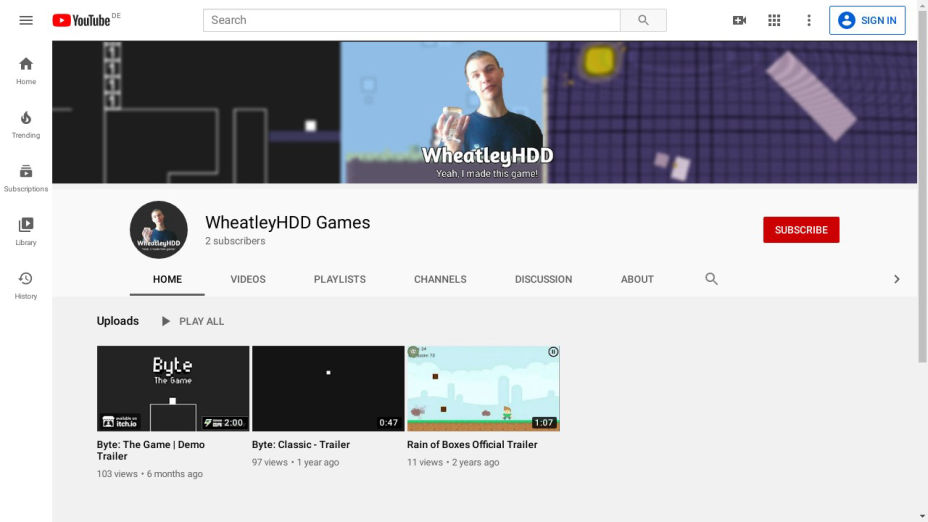 YouTube DE
Search
SIGN IN
Home
Trending
Subscriptions
Library
History
WheatleyHDD
Yeah, I made this game!
WheatleyHDD
WheatleyHDD Games
2 subscribers
SUBSCRIBE
HOME VIDEOS PLAYLISTS CHANNELS DISCUSSION ABOUT
Uploads PLAY ALL
Byte
The Game
available on
itch.io
2:00
0:47
1:07
Byte: The Game | Demo
Trailer
103 views • 6 months ago
Byte: Classic - Trailer
97 views • 1 year ago
Rain of Boxes Official Trailer
11 views • 2 years ago